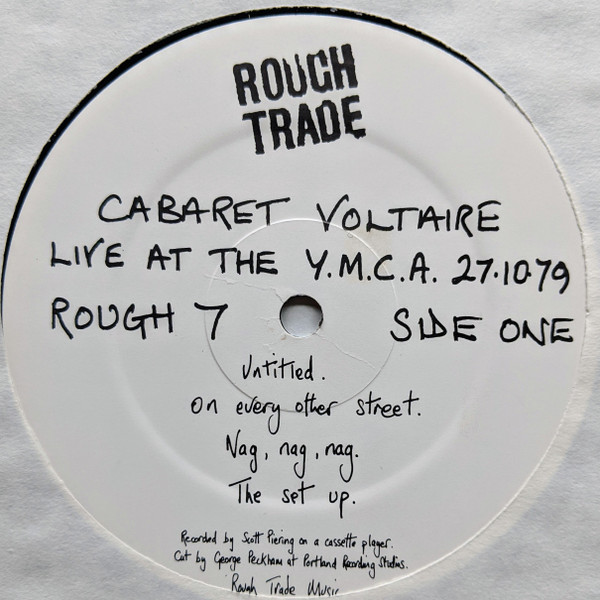 ROUGH
TRADE
CABARET VOLTAIRE
LIVE AT THE Y.M.C.A. 27.10.79
ROUGH 7 SIDE ONE
Untitled.
On every other street.
Nag, nag, nag.
The set up.
Recorded by Scott Piering on a cassette player.
Cut by George Peckham at Portland Recording Studios.
Rough Trade Music